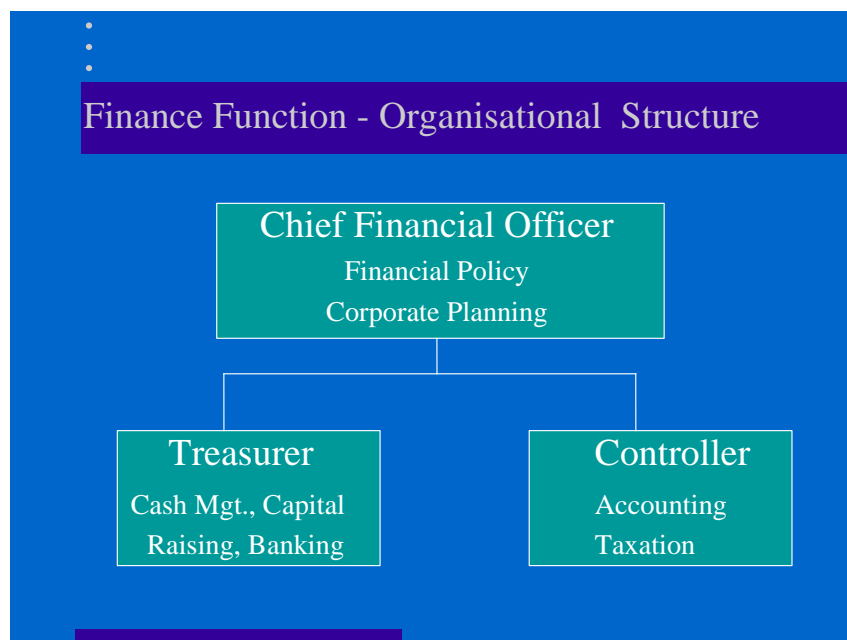 Finance Function - Organisational Structure
Chief Financial Officer
Financial Policy
Corporate Planning
Treasurer
Cash Mgt., Capital
Raising, Banking
Controller
Accounting
Taxation